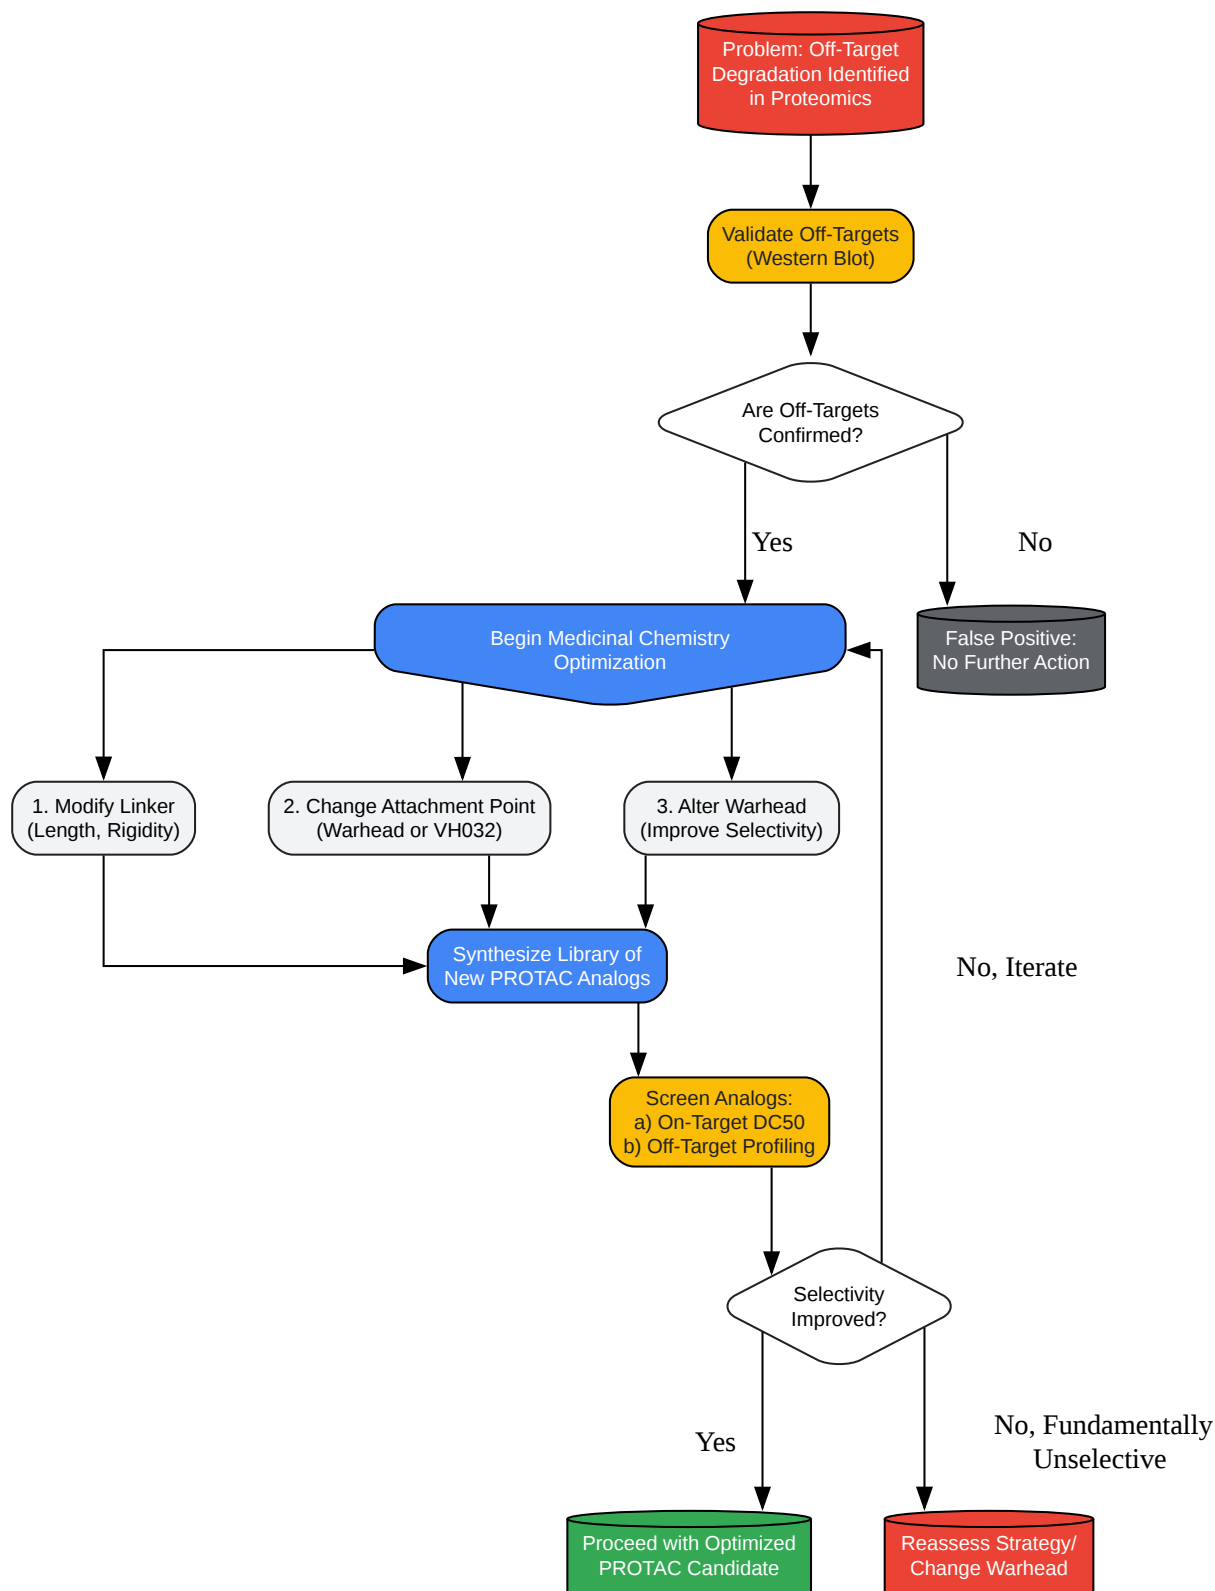 Problem: Off-Target
Degradation Identified
in Proteomics
Validate Off-Targets
(Western Blot)
Are Off-Targets
Confirmed?
Yes
No
Begin Medicinal Chemistry
Optimization
False Positive:
No Further Action
1. Modify Linker
(Length, Rigidity)
2. Change Attachment Point
(Warhead or VH032)
3. Alter Warhead
(Improve Selectivity)
Synthesize Library of
New PROTAC Analogs
No, Iterate
Screen Analogs:
a) On-Target DC50
b) Off-Target Profiling
Selectivity
Improved?
Yes
No, Fundamentally
Unselective
Proceed with Optimized
PROTAC Candidate
Reassess Strategy/
Change Warhead